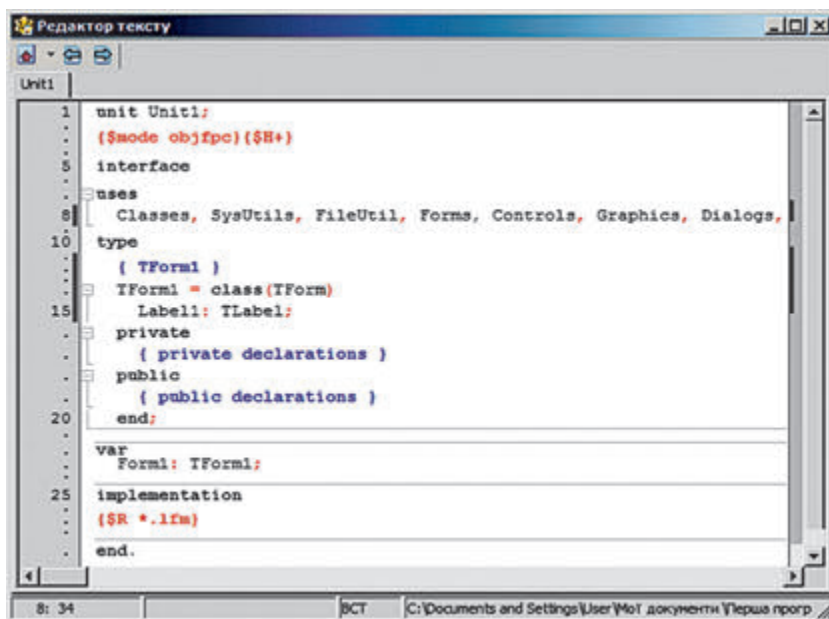 Редактор тексту
Unit1
1 unit Unit1;
{$mode objfpc}{$H+}
5 interface
uses
8 Classes, SysUtils, FileUtil, Forms, Controls, Graphics, Dialogs,
10 type
{ TForm1 }
TForm1 = class(TForm)
15 Label1: TLabel;
private
{ private declarations }
public
{ public declarations }
20 end;
var
Form1: TForm1;
25 implementation
{$R *.lfm}
end.
8: 34 ВСТ C:\Documents and Settings\User\Мої документи\Перша прогр